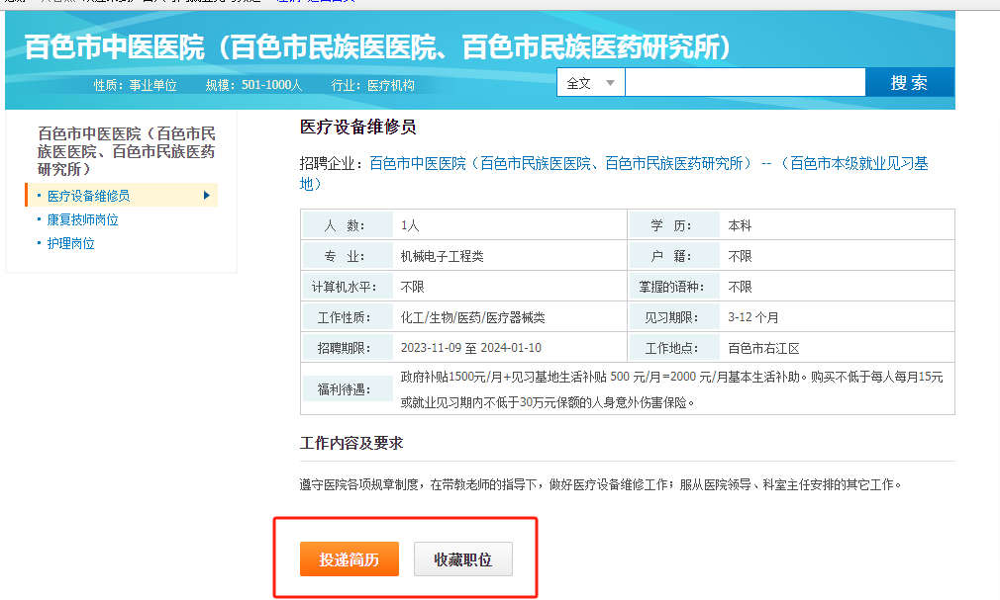 百色市中医医院（百色市民族医医院、百色市民族医药研究所）
性质：事业单位 规模：501-1000人 行业：医疗机构
全文
搜 索
百色市中医医院（百色市民
族医医院、百色市民族医药
研究所）
医疗设备维修员
康复技师岗位
护理岗位
医疗设备维修员
招聘企业：百色市中医医院（百色市民族医医院、百色市民族医药研究所） -- （百色市本级就业见习基
地）
人 数： 1人 学 历： 本科
专 业： 机械电子工程类 户 籍： 不限
计算机水平： 不限 掌握的语种： 不限
工作性质： 化工/生物/医药/医疗器械类 见习期限： 3-12 个月
招聘期限： 2023-11-09 至 2024-01-10 工作地点： 百色市右江区
福利待遇： 政府补贴1500元/月+见习基地生活补贴 500 元/月=2000 元/月基本生活补助。购买不低于每人每月15元
或就业见习期内不低于30万元保额的人身意外伤害保险。
工作内容及要求
遵守医院各项规章制度，在带教老师的指导下，做好医疗设备维修工作；服从医院领导、科室主任安排的其它工作。
投递简历 收藏职位